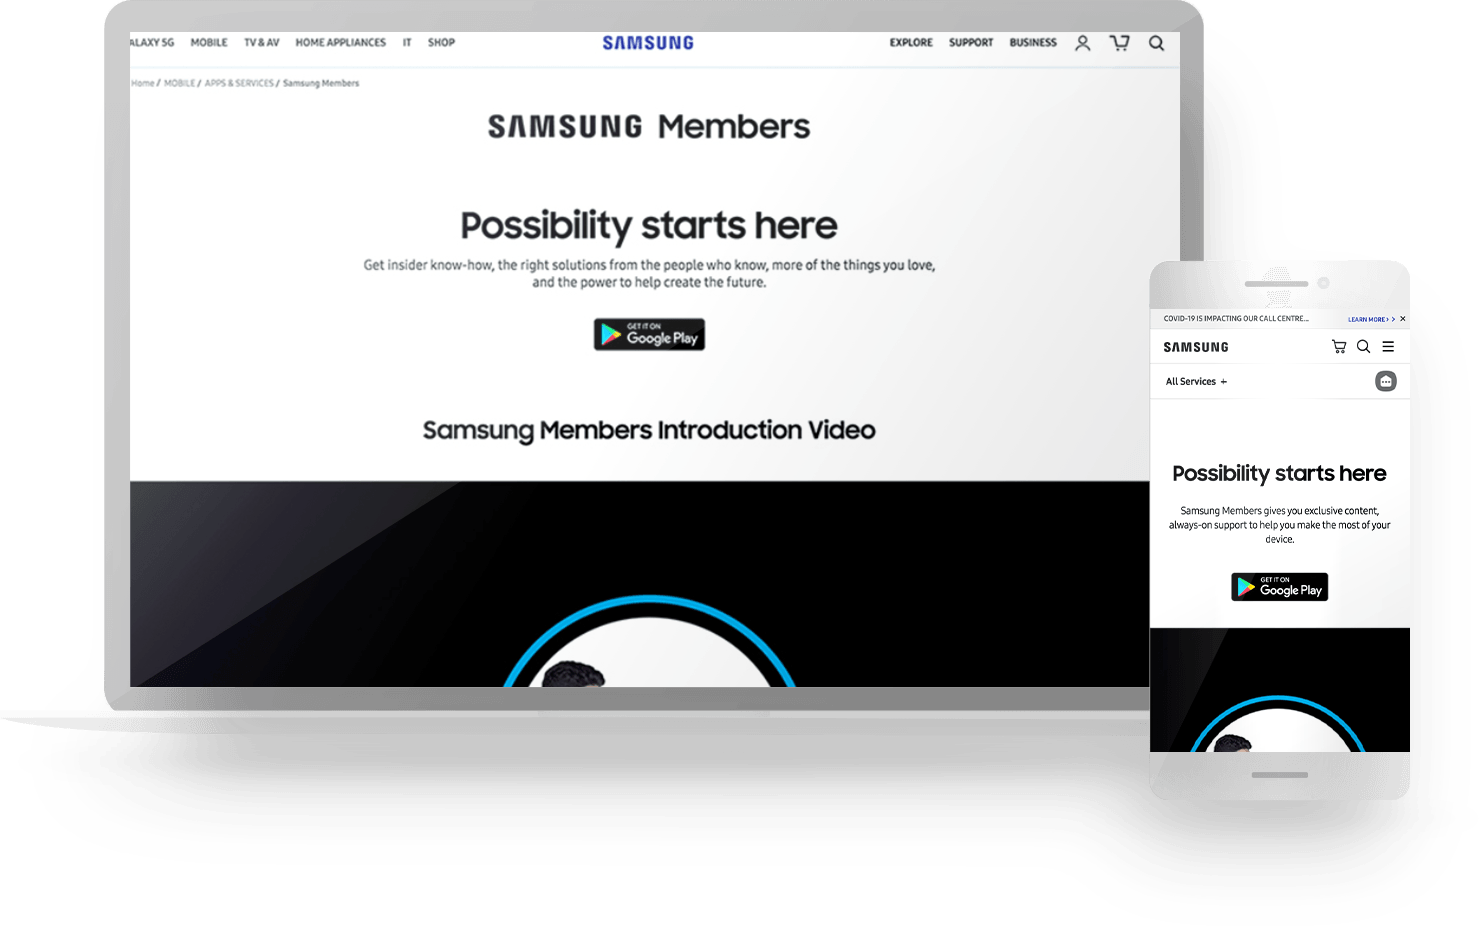 ALAXY 5G MOBILE TV & AV HOME APPLIANCES IT SHOP SAMSUNG EXPLORE SUPPORT BUSINESS
Home / MOBILE / APPS & SERVICES / Samsung Members
SAMSUNG Members
Possibility starts here
Get insider know-how, the right solutions from the people who know, more of the things you love,
and the power to help create the future.
GET IT ON
Google Play
Samsung Members Introduction Video
COVID-19 IS IMPACTING OUR CALL CENTRE... LEARN MORE > > ×
SAMSUNG
All Services +
Possibility starts here
Samsung Members gives you exclusive content,
always-on support to help you make the most of your
device.
GET IT ON
Google Play